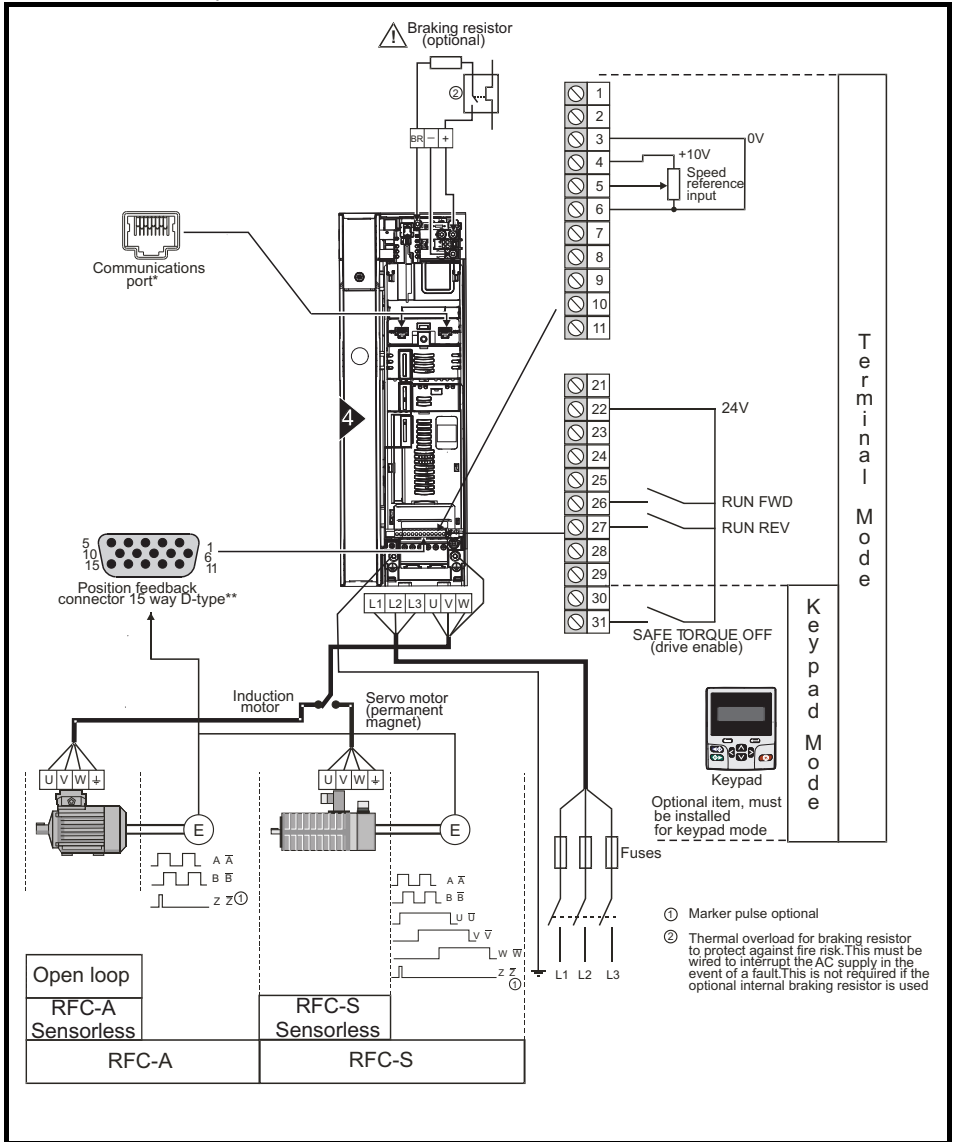 Braking resistor
(optional)
2
BR − +
1
2
3
4
5
6
7
8
9
10
11
0V
+10V
Speed
reference
input
Communications
port*
4
21
22
23
24
25
26
27
28
29
30
31
24V
RUN FWD
RUN REV
SAFE TORQUE OFF
(drive enable)
Terminal Mode
Keypad Mode
5
10
15
1
6
11
Position feedback
connector 15 way D-type**
L1 L2 L3 U V W
Induction
motor
Servo motor
(permanent
magnet)
U V W
U V W
E
E
A A̅
B B̅
Z Z̅ ①
A A̅
B B̅
U U̅
V V̅
W W̅
Z Z̅
①
Keypad
Optional item, must
be installed
for keypad mode
Fuses
L1 L2 L3
① Marker pulse optional
② Thermal overload for braking resistor
to protect against fire risk.This must be
wired to interrupt the AC supply in the
event of a fault.This is not required if the
optional internal braking resistor is used
Open loop
RFC-A
Sensorless
RFC-S
Sensorless
RFC-A
RFC-S